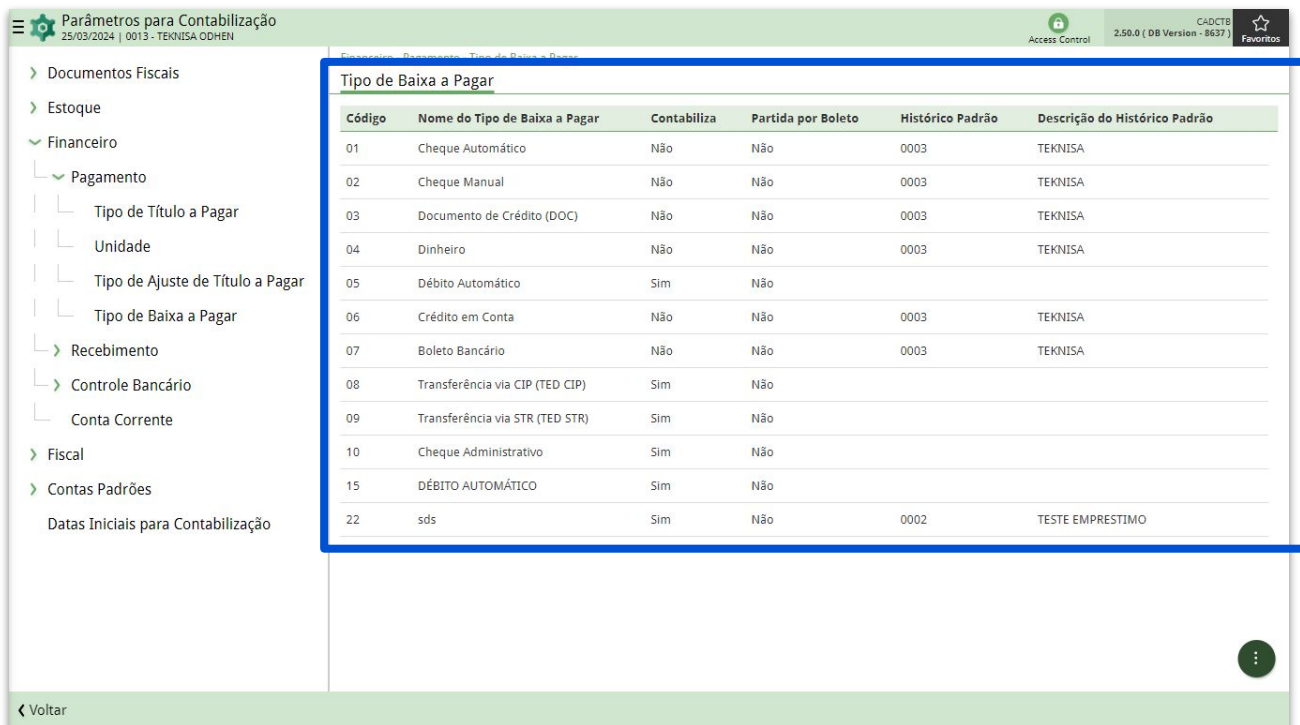 Parâmetros para Contabilização
25/03/2024 | 0013 - TEKNISA ODHEN
Access Control
CADCTB
2.50.0 ( DB Version - 8637 )
Favoritos
Documentos Fiscais
Estoque
Financeiro
Pagamento
Tipo de Título a Pagar
Unidade
Tipo de Ajuste de Título a Pagar
Tipo de Baixa a Pagar
Recebimento
Controle Bancário
Conta Corrente
Fiscal
Contas Padrões
Datas Iniciais para Contabilização
Financeiro - Pagamento - Tipo de Baixa a Pagar
Tipo de Baixa a Pagar
Código Nome do Tipo de Baixa a Pagar Contabiliza Partida por Boleto Histórico Padrão Descrição do Histórico Padrão
01 Cheque Automático Não Não 0003 TEKNISA
02 Cheque Manual Não Não 0003 TEKNISA
03 Documento de Crédito (DOC) Não Não 0003 TEKNISA
04 Dinheiro Não Não 0003 TEKNISA
05 Débito Automático Sim Não
06 Crédito em Conta Não Não 0003 TEKNISA
07 Boleto Bancário Não Não 0003 TEKNISA
08 Transferência via CIP (TED CIP) Sim Não
09 Transferência via STR (TED STR) Sim Não
10 Cheque Administrativo Sim Não
15 DÉBITO AUTOMÁTICO Sim Não
22 sds Sim Não 0002 TESTE EMPRESTIMO
Voltar